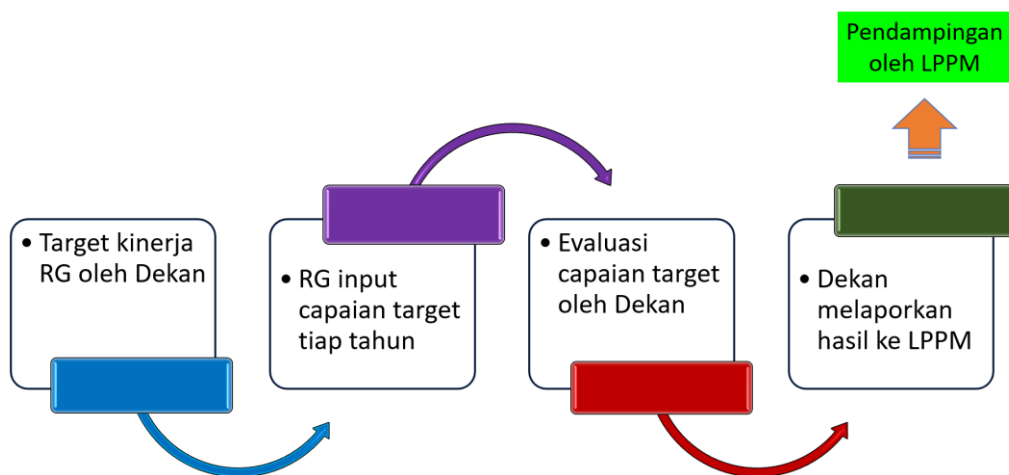 Pendampingan
oleh LPPM
• Target kinerja
RG oleh Dekan
• RG input
capaian target
tiap tahun
• Evaluasi
capaian target
oleh Dekan
• Dekan
melaporkan
hasil ke LPPM